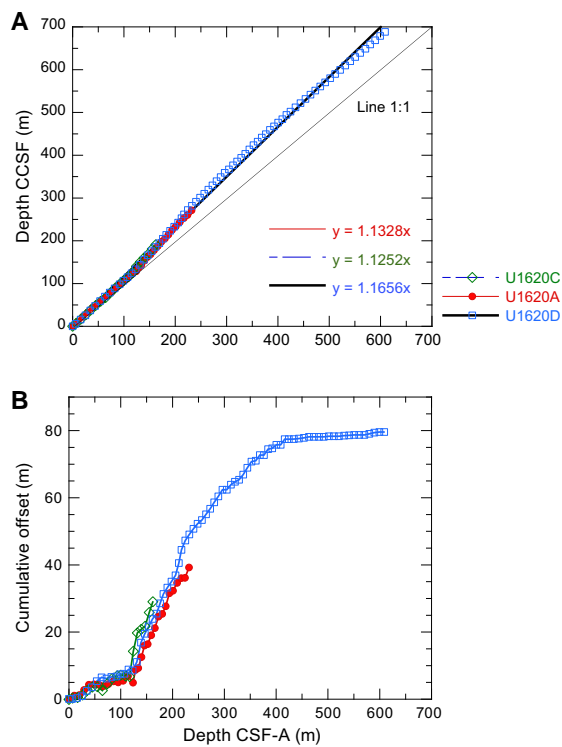 A
700
600
500
400
300
200
100
0
Depth CCSF (m)
Line 1:1
y = 1.1328x
y = 1.1252x
y = 1.1656x
0 100 200 300 400 500 600 700
U1620C
U1620A
U1620D
B
80
60
40
20
0
Cumulative offset (m)
0 100 200 300 400 500 600 700
Depth CSF-A (m)